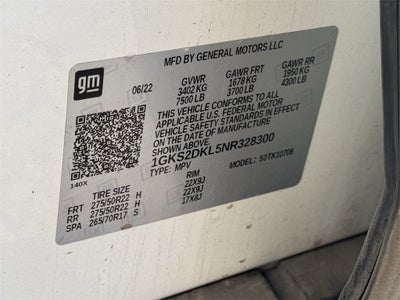 gm
MFD BY GENERAL MOTORS LLC
06/22 GVWR GAWR FRT GAWR RR
3402 KG 1678 KG 1950 KG
7500 LB 3700 LB 4300 LB
THIS VEHICLE CONFORMS TO ALL
APPLICABLE U.S. FEDERAL MOTOR
VEHICLE SAFETY STANDARDS IN EFFECT
ON THE DATE OF MANUFACTURE
SHOWN ABOVE.
1GKS2DKL5NR328300
140X TYPE: MPV MODEL: 50TK10706
TIRE SIZE RIM
FRT 275/50R22 H 22X9J
RR 275/50R22 H 22X9J
SPA 265/70R17 S 17X8J